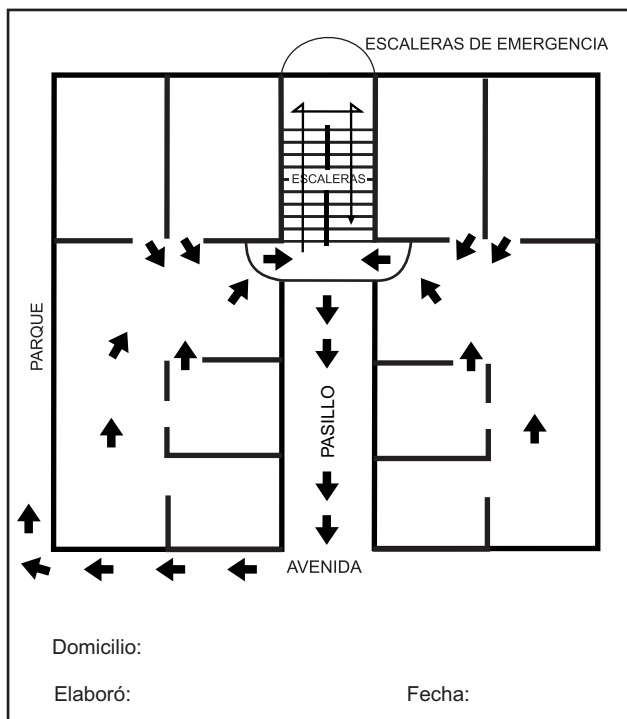 ESCALERAS DE EMERGENCIA
ESCALERAS
PARQUE
PASILLO
AVENIDA
Domicilio:
Elaboró:
Fecha: